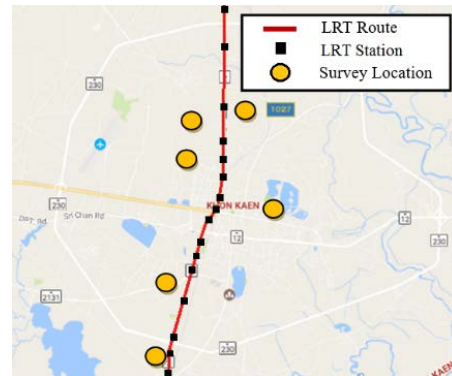 LRT Route
LRT Station
Survey Location
230
1027
KHON KAEN
230
Sri Chan Rd
12
12
230
2131
230
KAEN